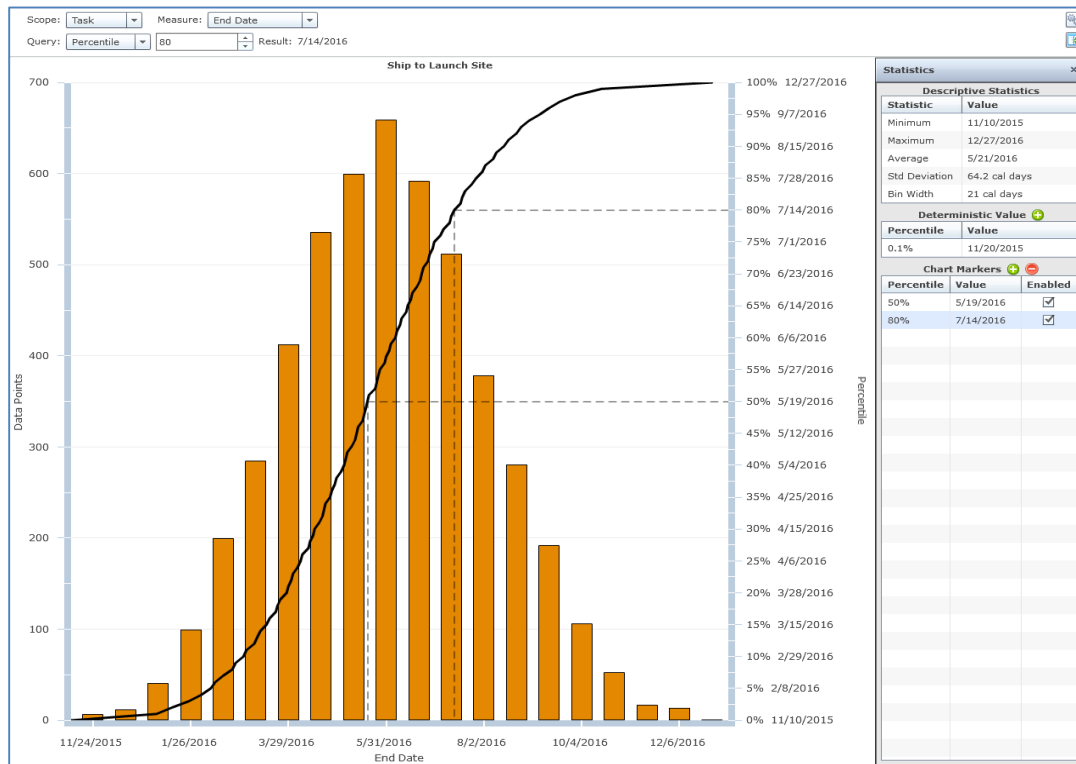 Scope: Task Measure: End Date
Query: Percentile 80 Result: 7/14/2016
Ship to Launch Site
700
600
500
400
300
200
100
0
Data Points
11/24/2015 1/26/2016 3/29/2016 5/31/2016 8/2/2016 10/4/2016 12/6/2016
End Date
100% 12/27/2016
95% 9/7/2016
90% 8/15/2016
85% 7/28/2016
80% 7/14/2016
75% 7/1/2016
70% 6/23/2016
65% 6/14/2016
60% 6/6/2016
55% 5/27/2016
50% 5/19/2016
45% 5/12/2016
40% 5/4/2016
35% 4/25/2016
30% 4/15/2016
25% 4/6/2016
20% 3/28/2016
15% 3/15/2016
10% 2/29/2016
5% 2/8/2016
0% 11/10/2015
Percentile
Statistics
Descriptive Statistics
Statistic Value
Minimum 11/10/2015
Maximum 12/27/2016
Average 5/21/2016
Std Deviation 64.2 cal days
Bin Width 21 cal days
Deterministic Value
Percentile Value
0.1% 11/20/2015
Chart Markers
Percentile Value Enabled
50% 5/19/2016
80% 7/14/2016